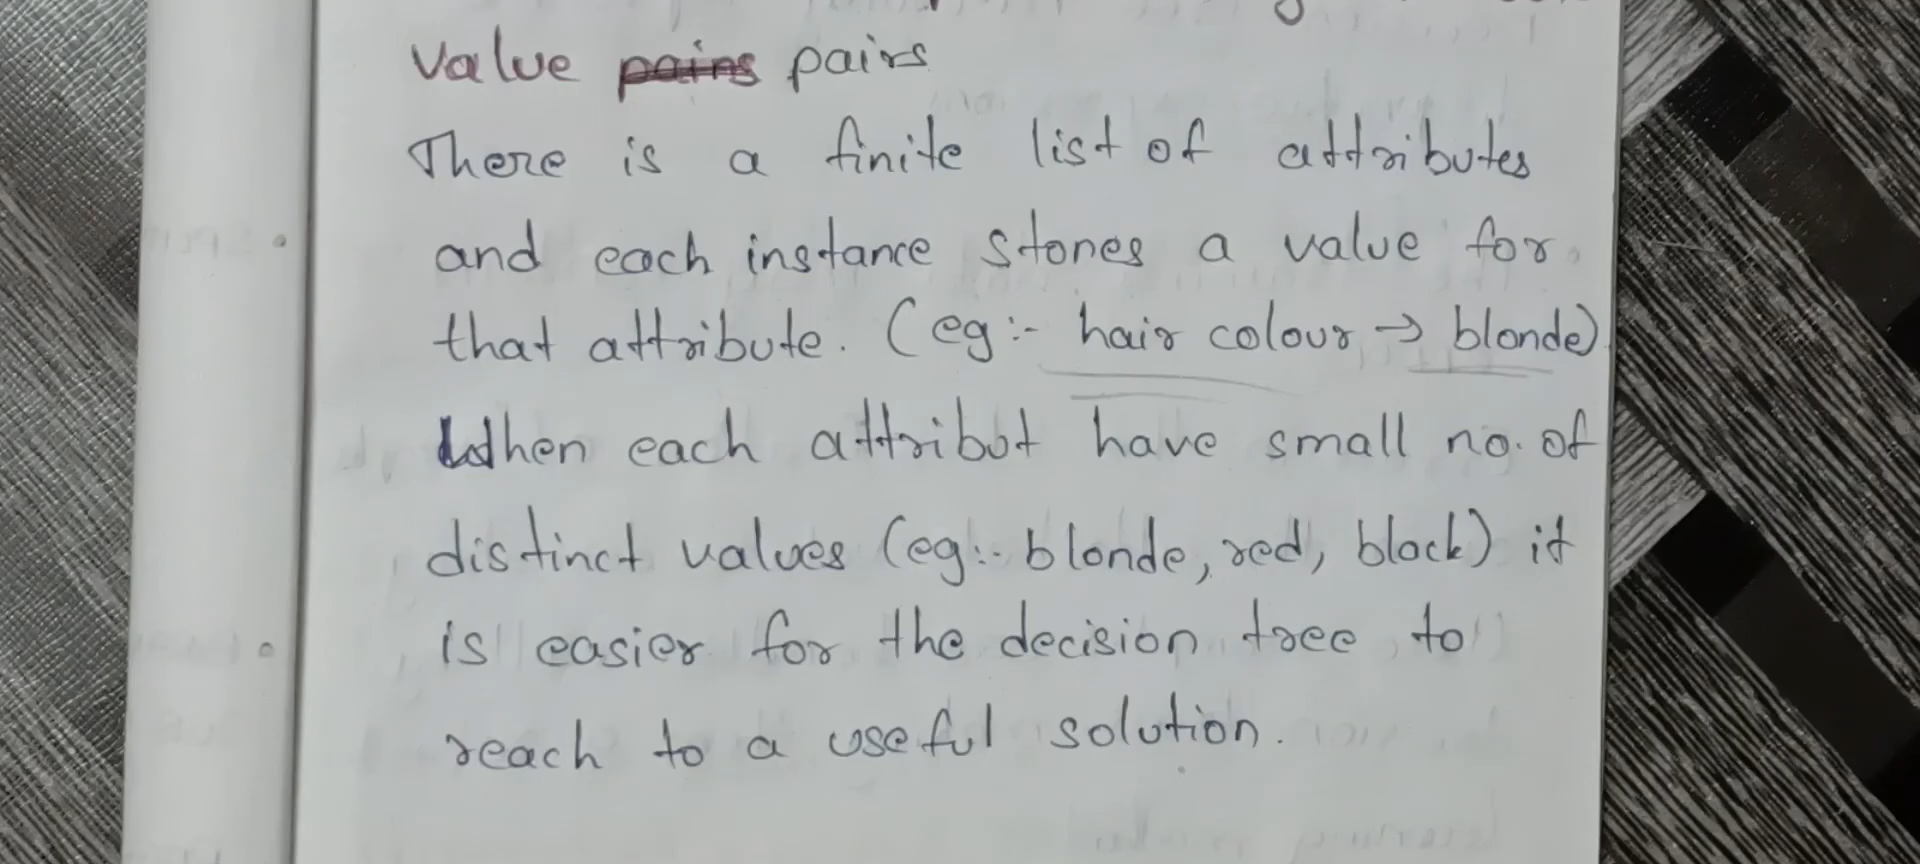 value pairs pairs
There is a finite list of attributes
and each instance stores a value for
that attribute. (eg:- hair colour → blonde)
When each attribut have small no. of
distinct values (eg:- blonde, red, black) it
is easier for the decision tree to
reach to a useful solution.